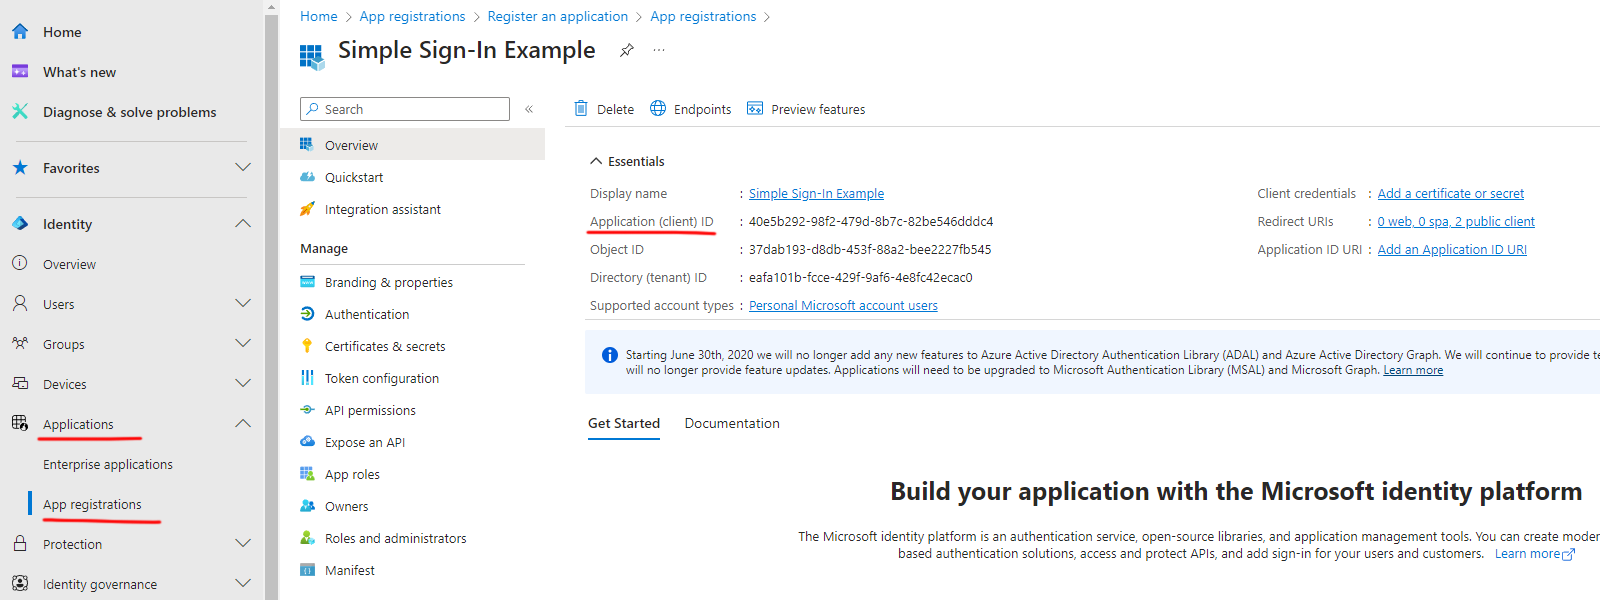 Home
What's new
Diagnose & solve problems
Favorites
Identity
Overview
Users
Groups
Devices
Applications
Enterprise applications
App registrations
Protection
Identity governance
Home > App registrations > Register an application > App registrations >
Simple Sign-In Example
Search
Overview
Quickstart
Integration assistant
Manage
Branding & properties
Authentication
Certificates & secrets
Token configuration
API permissions
Expose an API
App roles
Owners
Roles and administrators
Manifest
Delete Endpoints Preview features
Essentials
Display name : Simple Sign-In Example
Application (client) ID : 40e5b292-98f2-479d-8b7c-82be546dddc4
Object ID : 37dab193-d8db-453f-88a2-bee2227fb545
Directory (tenant) ID : eafa101b-fcce-429f-9af6-4e8fc42ecac0
Supported account types : Personal Microsoft account users
Client credentials : Add a certificate or secret
Redirect URIs : 0 web, 0 spa, 2 public client
Application ID URI : Add an Application ID URI
Starting June 30th, 2020 we will no longer add any new features to Azure Active Directory Authentication Library (ADAL) and Azure Active Directory Graph. We will continue to provide te
will no longer provide feature updates. Applications will need to be upgraded to Microsoft Authentication Library (MSAL) and Microsoft Graph. Learn more
Get Started Documentation
Build your application with the Microsoft identity platform
The Microsoft identity platform is an authentication service, open-source libraries, and application management tools. You can create moder
based authentication solutions, access and protect APIs, and add sign-in for your users and customers. Learn more